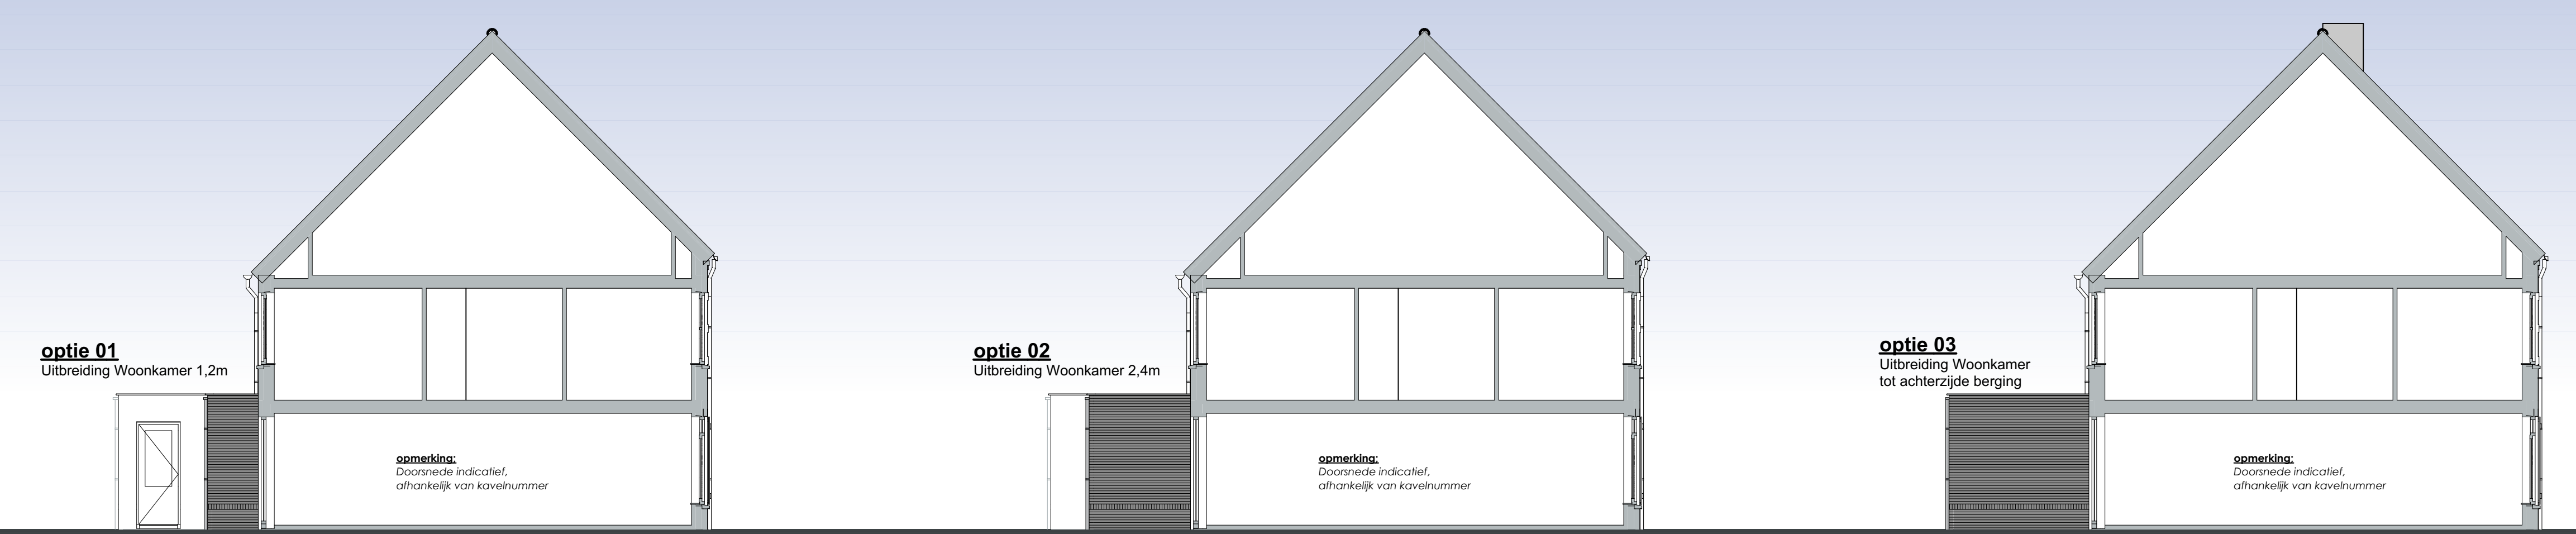 optie 01
Uitbreiding Woonkamer 1,2m
opmerking:
Doorsnede indicatief,
afhankelijk van kavelnummer
optie 02
Uitbreiding Woonkamer 2,4m
opmerking:
Doorsnede indicatief,
afhankelijk van kavelnummer
optie 03
Uitbreiding Woonkamer
tot achterzijde berging
opmerking:
Doorsnede indicatief,
afhankelijk van kavelnummer